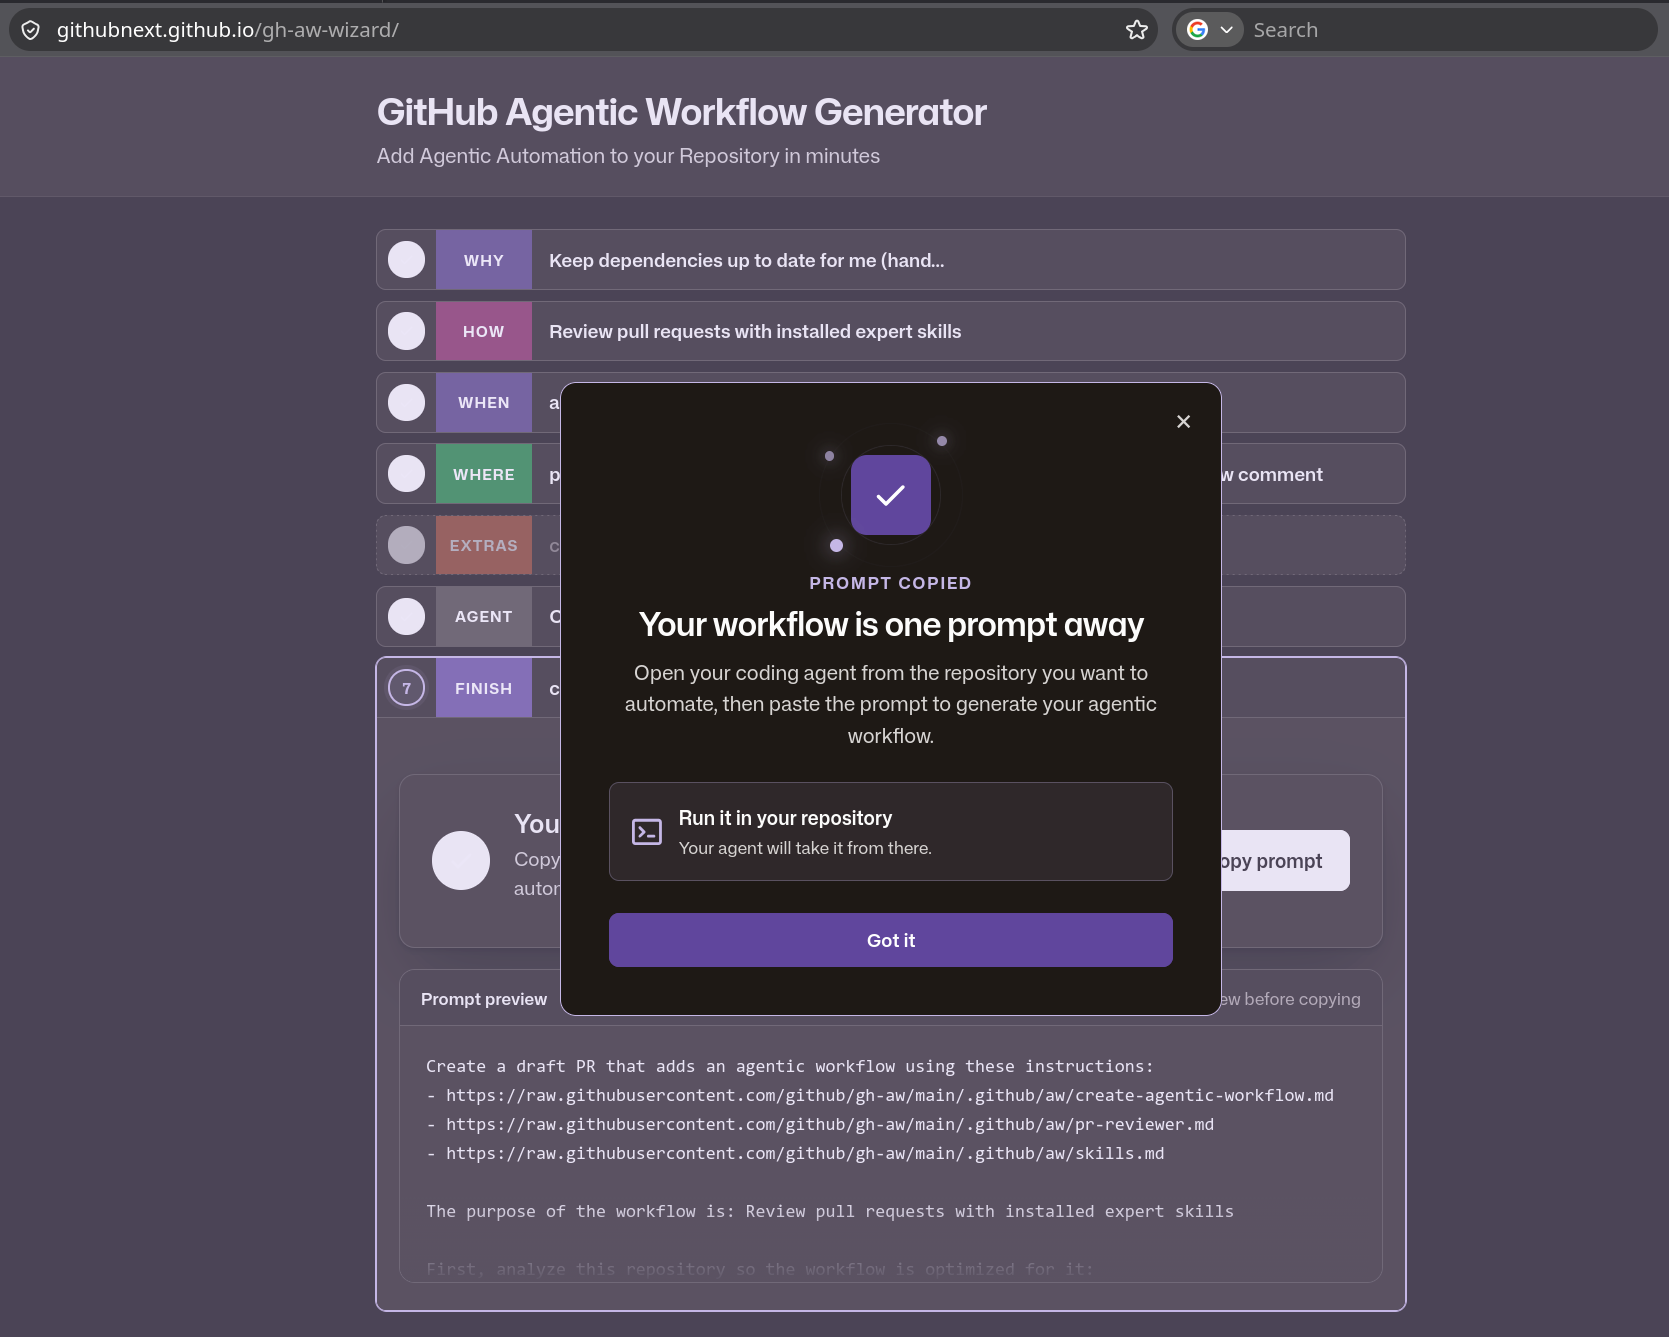 githubnext.github.io/gh-aw-wizard/
Search
GitHub Agentic Workflow Generator
Add Agentic Automation to your Repository in minutes
WHY Keep dependencies up to date for me (hand...
HOW Review pull requests with installed expert skills
WHEN a
WHERE p w comment
EXTRAS c
AGENT
7 FINISH c
PROMPT COPIED
Your workflow is one prompt away
Open your coding agent from the repository you want to
automate, then paste the prompt to generate your agentic
workflow.
Run it in your repository
Your agent will take it from there.
Got it
You
Copy
autor
opy prompt
Prompt preview ew before copying
Create a draft PR that adds an agentic workflow using these instructions:
- https://raw.githubusercontent.com/github/gh-aw/main/.github/aw/create-agentic-workflow.md
- https://raw.githubusercontent.com/github/gh-aw/main/.github/aw/pr-reviewer.md
- https://raw.githubusercontent.com/github/gh-aw/main/.github/aw/skills.md
The purpose of the workflow is: Review pull requests with installed expert skills
First, analyze this repository so the workflow is optimized for it: